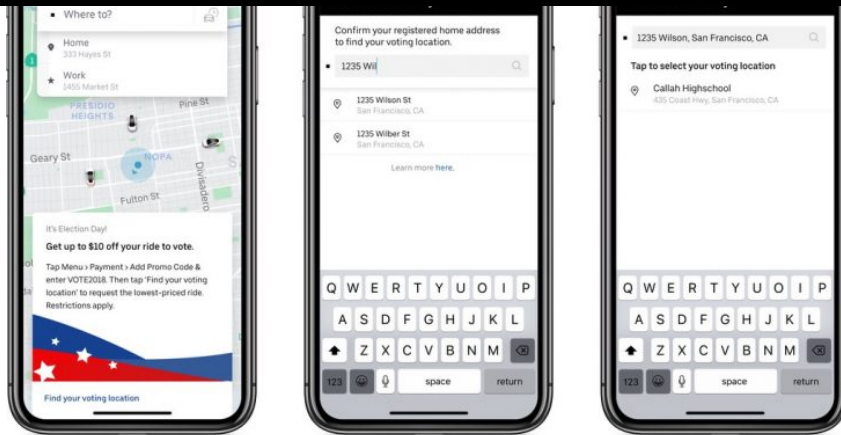 Where to?
Home
333 Hayes St
Work
1455 Market St
PRESIDIO
HEIGHTS
Pine St
Geary St
NOPA
Divisadero
Fulton St
It's Election Day!
Get up to $10 off your ride to vote.
Tap Menu > Payment > Add Promo Code &
enter VOTE2018. Then tap 'Find your voting
location' to request the lowest-priced ride.
Restrictions apply.
Find your voting location
Confirm your registered home address
to find your voting location.
1235 Wil
1235 Wilson St
San Francisco, CA
1235 Wilber St
San Francisco, CA
Learn more here.
Q W E R T Y U O I P
A S D F G H J K L
Z X C V B N M
123 space return
1235 Wilson, San Francisco, CA
Tap to select your voting location
Callah Highschool
435 Coast Hwy, San Francisco, CA
Q W E R T Y U O I P
A S D F G H J K L
Z X C V B N M
123 space return